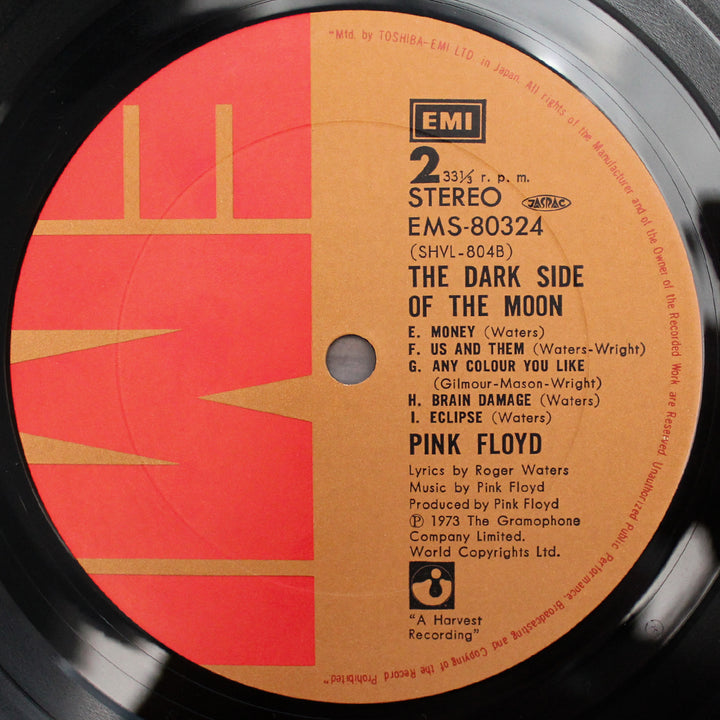 "Mfd. by TOSHIBA-EMI LTD. in Japan. All rights of the Manufacturer and of the Owner of the Recorded Work are Reserved. Unauthorized Public Performance, Broadcasting and Copying of the Record Prohibited"
EMI
2 33⅓ r. p. m.
STEREO JASRAC
EMS-80324
(SHVL-804B)
THE DARK SIDE
OF THE MOON
E. MONEY (Waters)
F. US AND THEM (Waters-Wright)
G. ANY COLOUR YOU LIKE
(Gilmour-Mason-Wright)
H. BRAIN DAMAGE (Waters)
I. ECLIPSE (Waters)
PINK FLOYD
Lyrics by Roger Waters
Music by Pink Floyd
Produced by Pink Floyd
℗ 1973 The Gramophone
Company Limited.
World Copyrights Ltd.
"A Harvest
Recording"
EMI